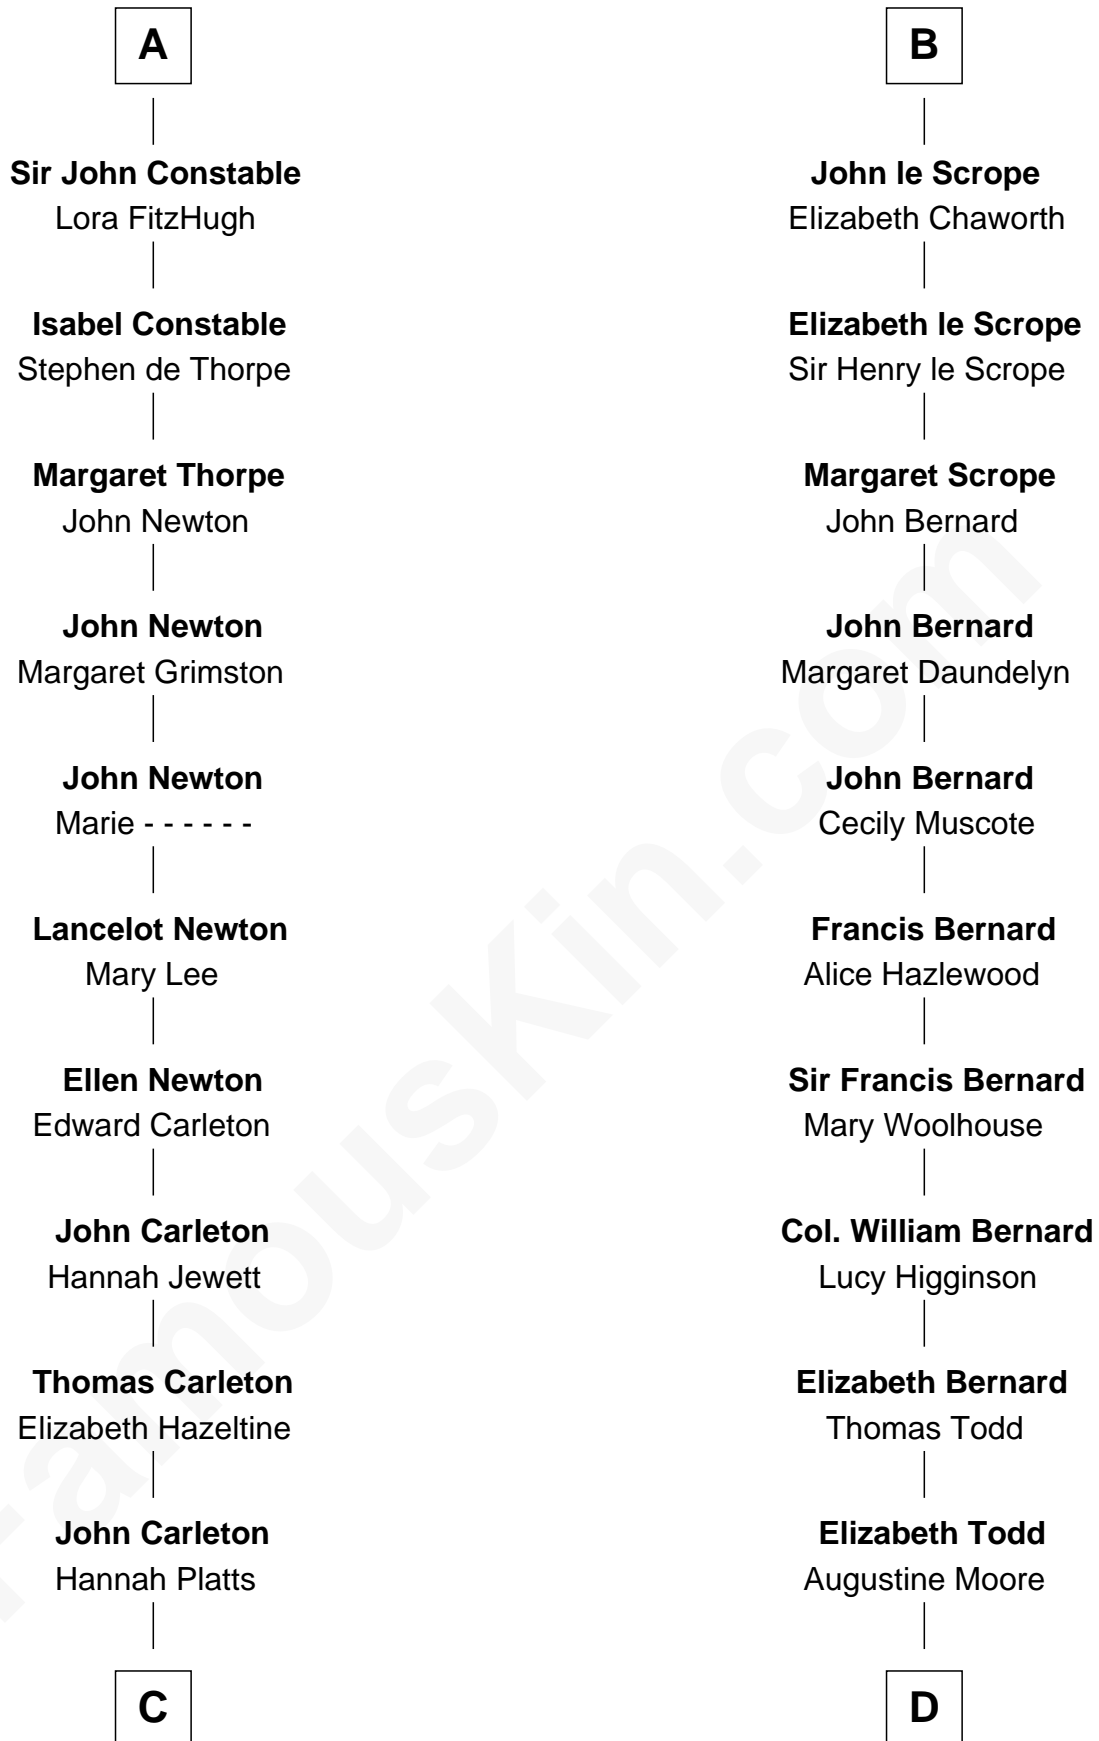 A
Sir John Constable
Lora FitzHugh
Isabel Constable
Stephen de Thorpe
Margaret Thorpe
John Newton
John Newton
Margaret Grimston
John Newton
Marie - - - - - -
Lancelot Newton
Mary Lee
Ellen Newton
Edward Carleton
John Carleton
Hannah Jewett
Thomas Carleton
Elizabeth Hazeltine
John Carleton
Hannah Platts
C
B
John le Scrope
Elizabeth Chaworth
Elizabeth le Scrope
Sir Henry le Scrope
Margaret Scrope
John Bernard
John Bernard
Margaret Daundelyn
John Bernard
Cecily Muscote
Francis Bernard
Alice Hazlewood
Sir Francis Bernard
Mary Woolhouse
Col. William Bernard
Lucy Higginson
Elizabeth Bernard
Thomas Todd
Elizabeth Todd
Augustine Moore
D
FamousKin.com